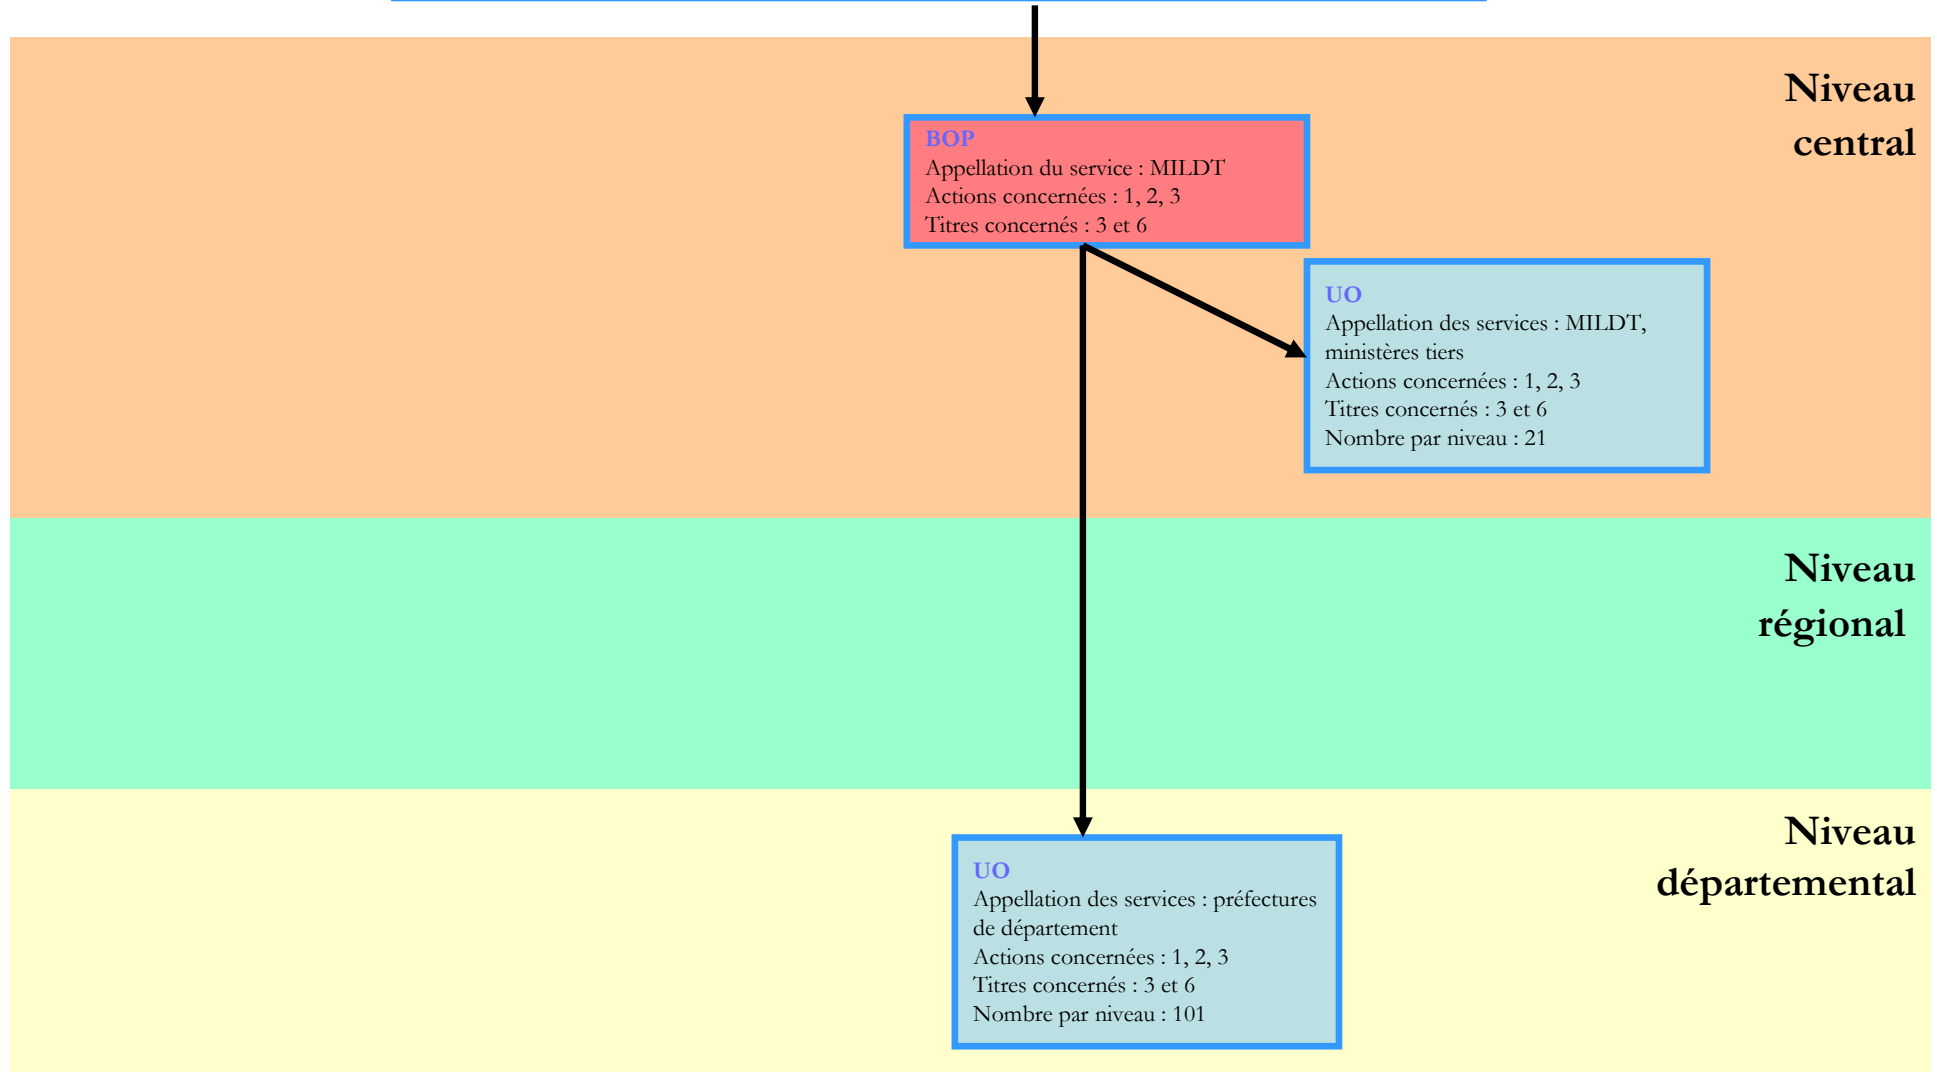 Niveau
central
BOP
Appellation du service : MILDT
Actions concernées : 1, 2, 3
Titres concernés : 3 et 6
UO
Appellation des services : MILDT,
ministères tiers
Actions concernées : 1, 2, 3
Titres concernés : 3 et 6
Nombre par niveau : 21
Niveau
régional
Niveau
départemental
UO
Appellation des services : préfectures
de département
Actions concernées : 1, 2, 3
Titres concernés : 3 et 6
Nombre par niveau : 101